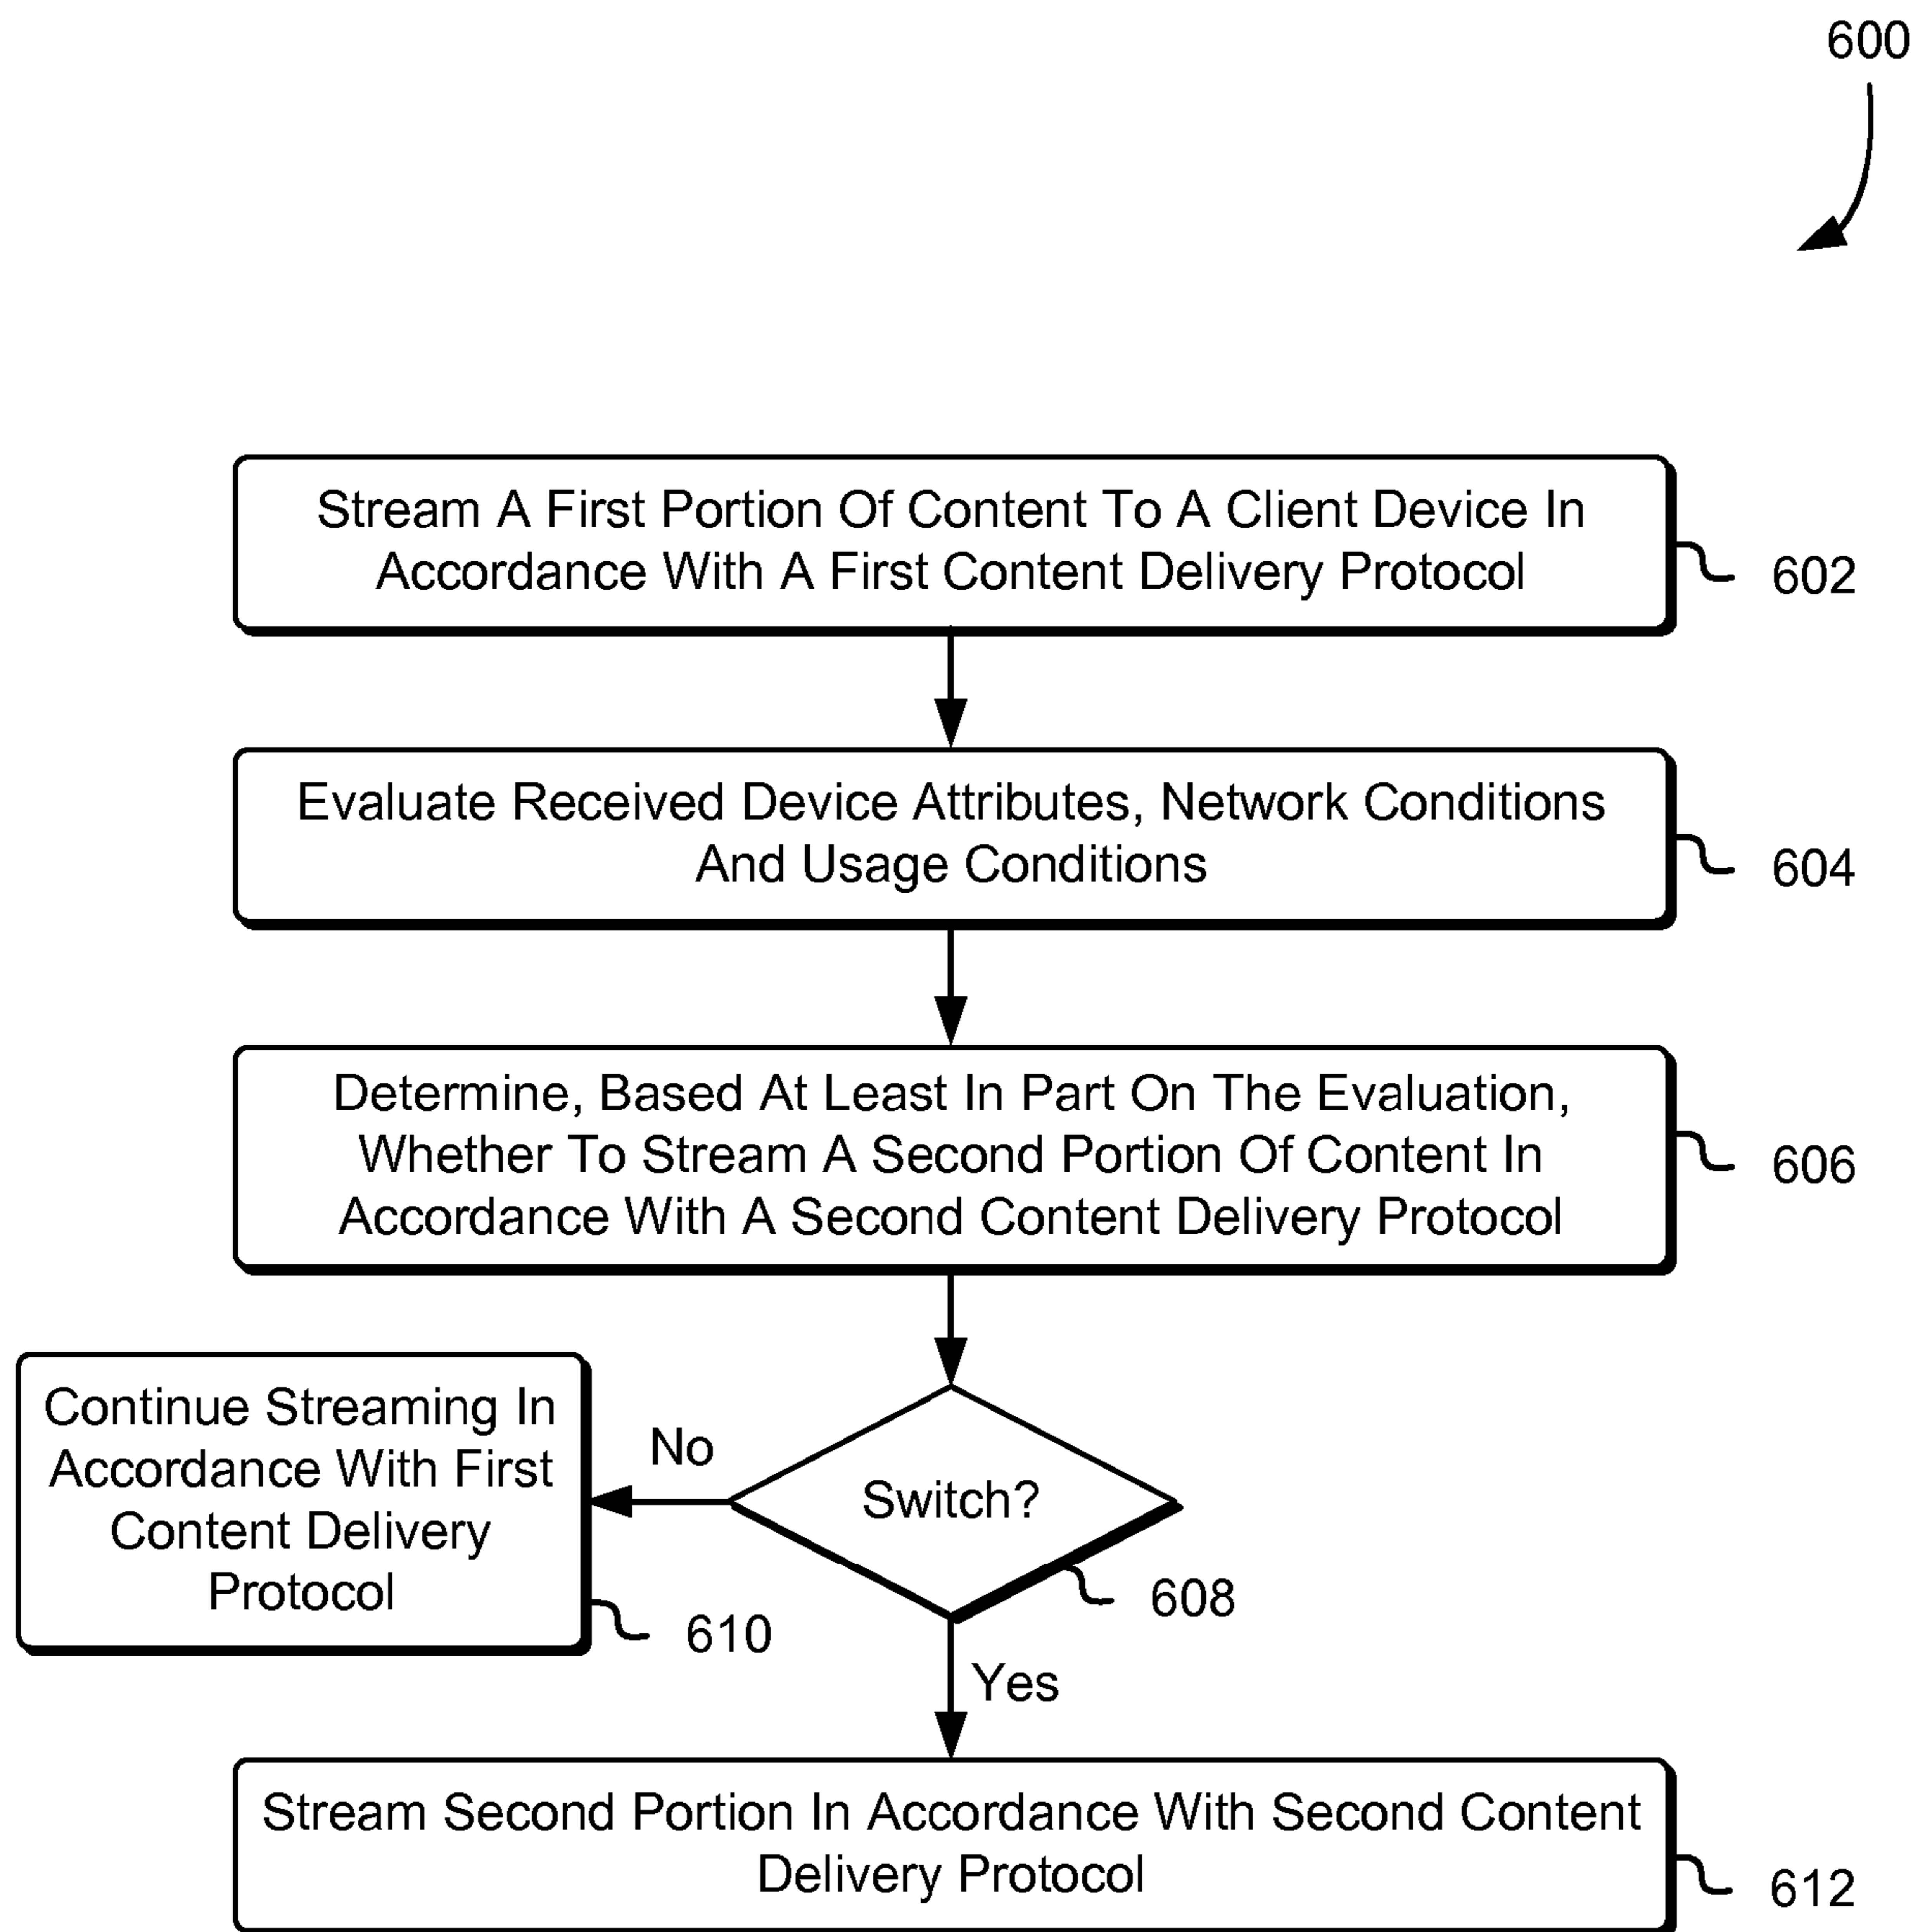 600
Stream A First Portion Of Content To A Client Device In
Accordance With A First Content Delivery Protocol
602
Evaluate Received Device Attributes, Network Conditions
And Usage Conditions
604
Determine, Based At Least In Part On The Evaluation,
Whether To Stream A Second Portion Of Content In
Accordance With A Second Content Delivery Protocol
606
Continue Streaming In
Accordance With First
Content Delivery
Protocol
610
No
Switch?
608
Yes
Stream Second Portion In Accordance With Second Content
Delivery Protocol
612